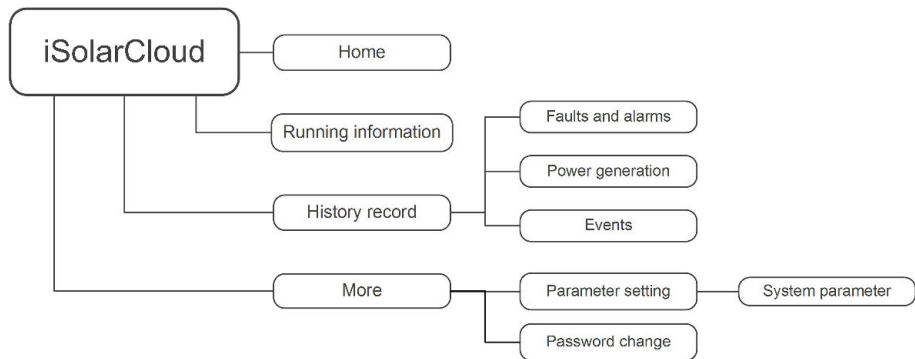 iSolarCloud
Home
Running information
History record
Faults and alarms
Power generation
Events
More
Parameter setting
System parameter
Password change